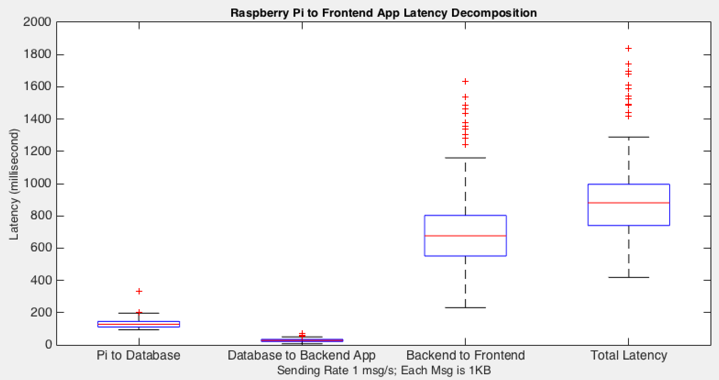 Raspberry Pi to Frontend App Latency Decomposition
Latency (millisecond)
2000
1800
1600
1400
1200
1000
800
600
400
200
0
Pi to Database Database to Backend App Backend to Frontend Total Latency
Sending Rate 1 msg/s; Each Msg is 1KB